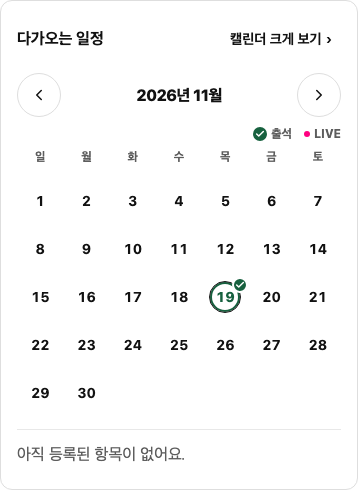 다가오는 일정 캘린더 크게 보기 ›
2026년 11월
출석 LIVE
일 월 화 수 목 금 토
1 2 3 4 5 6 7
8 9 10 11 12 13 14
15 16 17 18 19 20 21
22 23 24 25 26 27 28
29 30
아직 등록된 항목이 없어요.